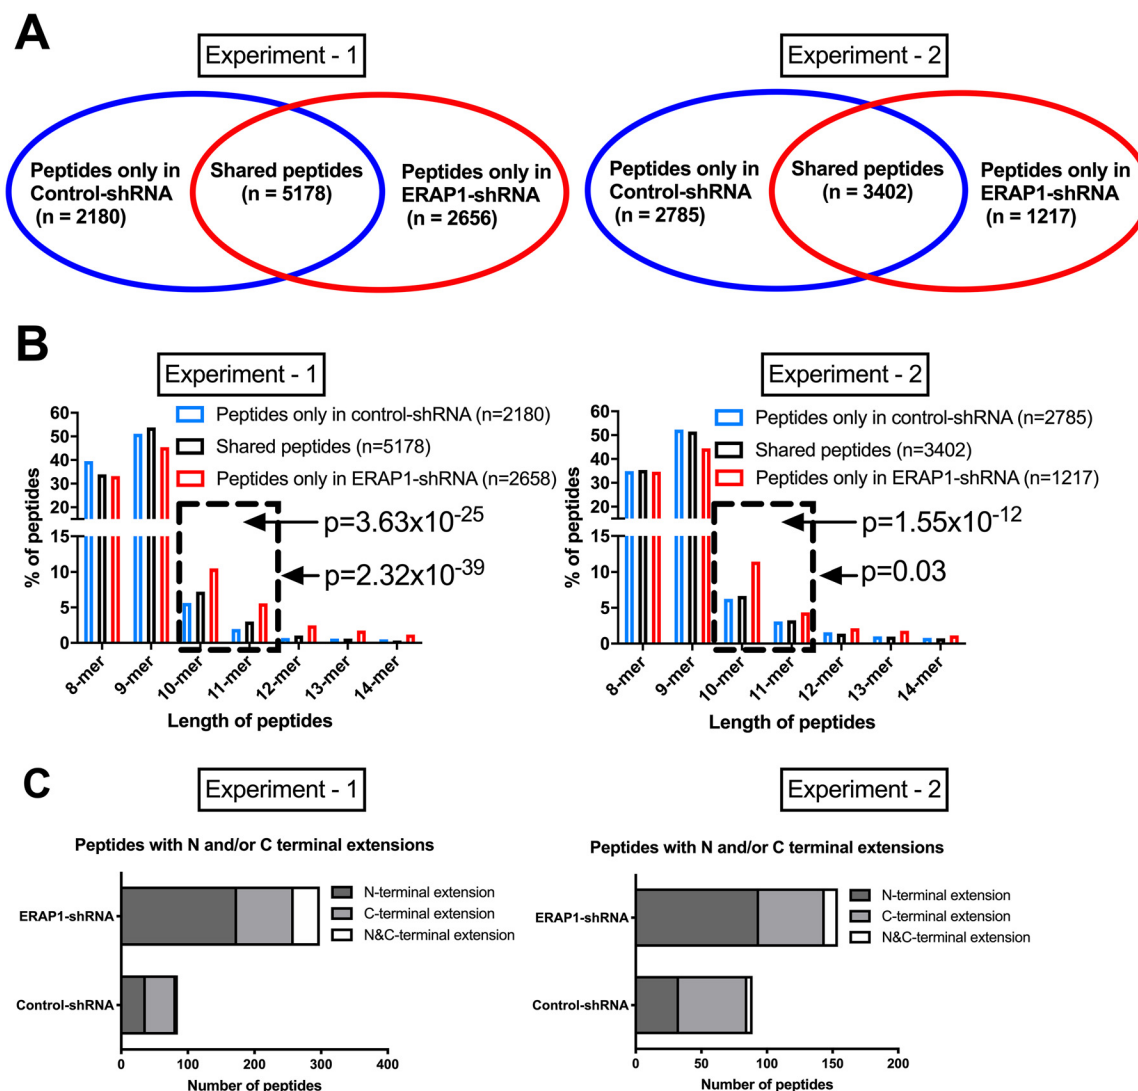 A
Experiment - 1
Experiment - 2
Peptides only in
Control-shRNA
(n = 2180)
Shared peptides
(n = 5178)
Peptides only in
ERAP1-shRNA
(n = 2656)
Peptides only in
Control-shRNA
(n = 2785)
Shared peptides
(n = 3402)
Peptides only in
ERAP1-shRNA
(n = 1217)
B
Experiment - 1
% of peptides
60
50
40
30
20
15
10
5
0
Peptides only in control-shRNA (n=2180)
Shared peptides (n=5178)
Peptides only in ERAP1-shRNA (n=2658)
p=3.63x10-25
p=2.32x10-39
8-mer
9-mer
10-mer
11-mer
12-mer
13-mer
14-mer
Length of peptides
Experiment - 2
% of peptides
60
50
40
30
20
15
10
5
0
Peptides only in control-shRNA (n=2785)
Shared peptides (n=3402)
Peptides only in ERAP1-shRNA (n=1217)
p=1.55x10-12
p=0.03
8-mer
9-mer
10-mer
11-mer
12-mer
13-mer
14-mer
Length of peptides
C
Experiment - 1
Peptides with N and/or C terminal extensions
ERAP1-shRNA
Control-shRNA
N-terminal extension
C-terminal extension
N&C-terminal extension
0 100 200 300 400
Number of peptides
Experiment - 2
Peptides with N and/or C terminal extensions
ERAP1-shRNA
Control-shRNA
N-terminal extension
C-terminal extension
N&C-terminal extension
0 50 100 150 200
Number of peptides